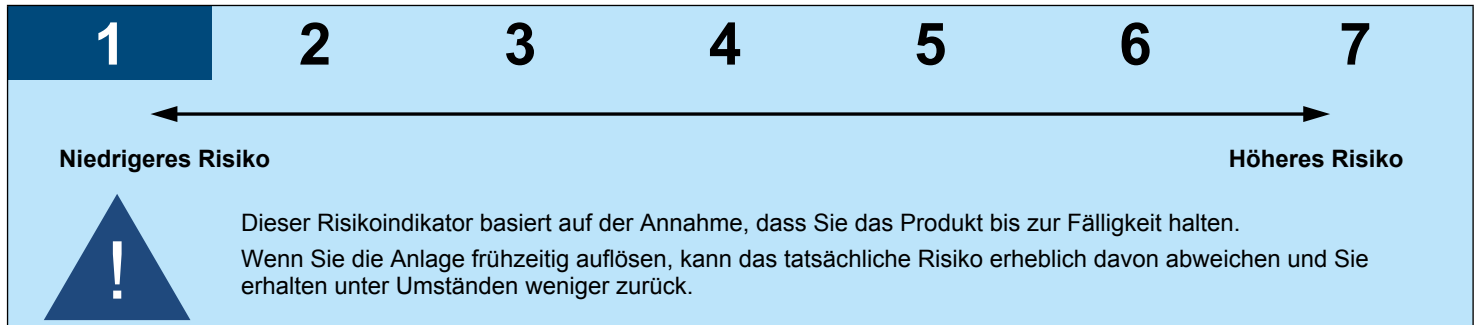 1 2 3 4 5 6 7
Niedrigeres Risiko Höheres Risiko
!
Dieser Risikoindikator basiert auf der Annahme, dass Sie das Produkt bis zur Fälligkeit halten.
Wenn Sie die Anlage frühzeitig auflösen, kann das tatsächliche Risiko erheblich davon abweichen und Sie
erhalten unter Umständen weniger zurück.